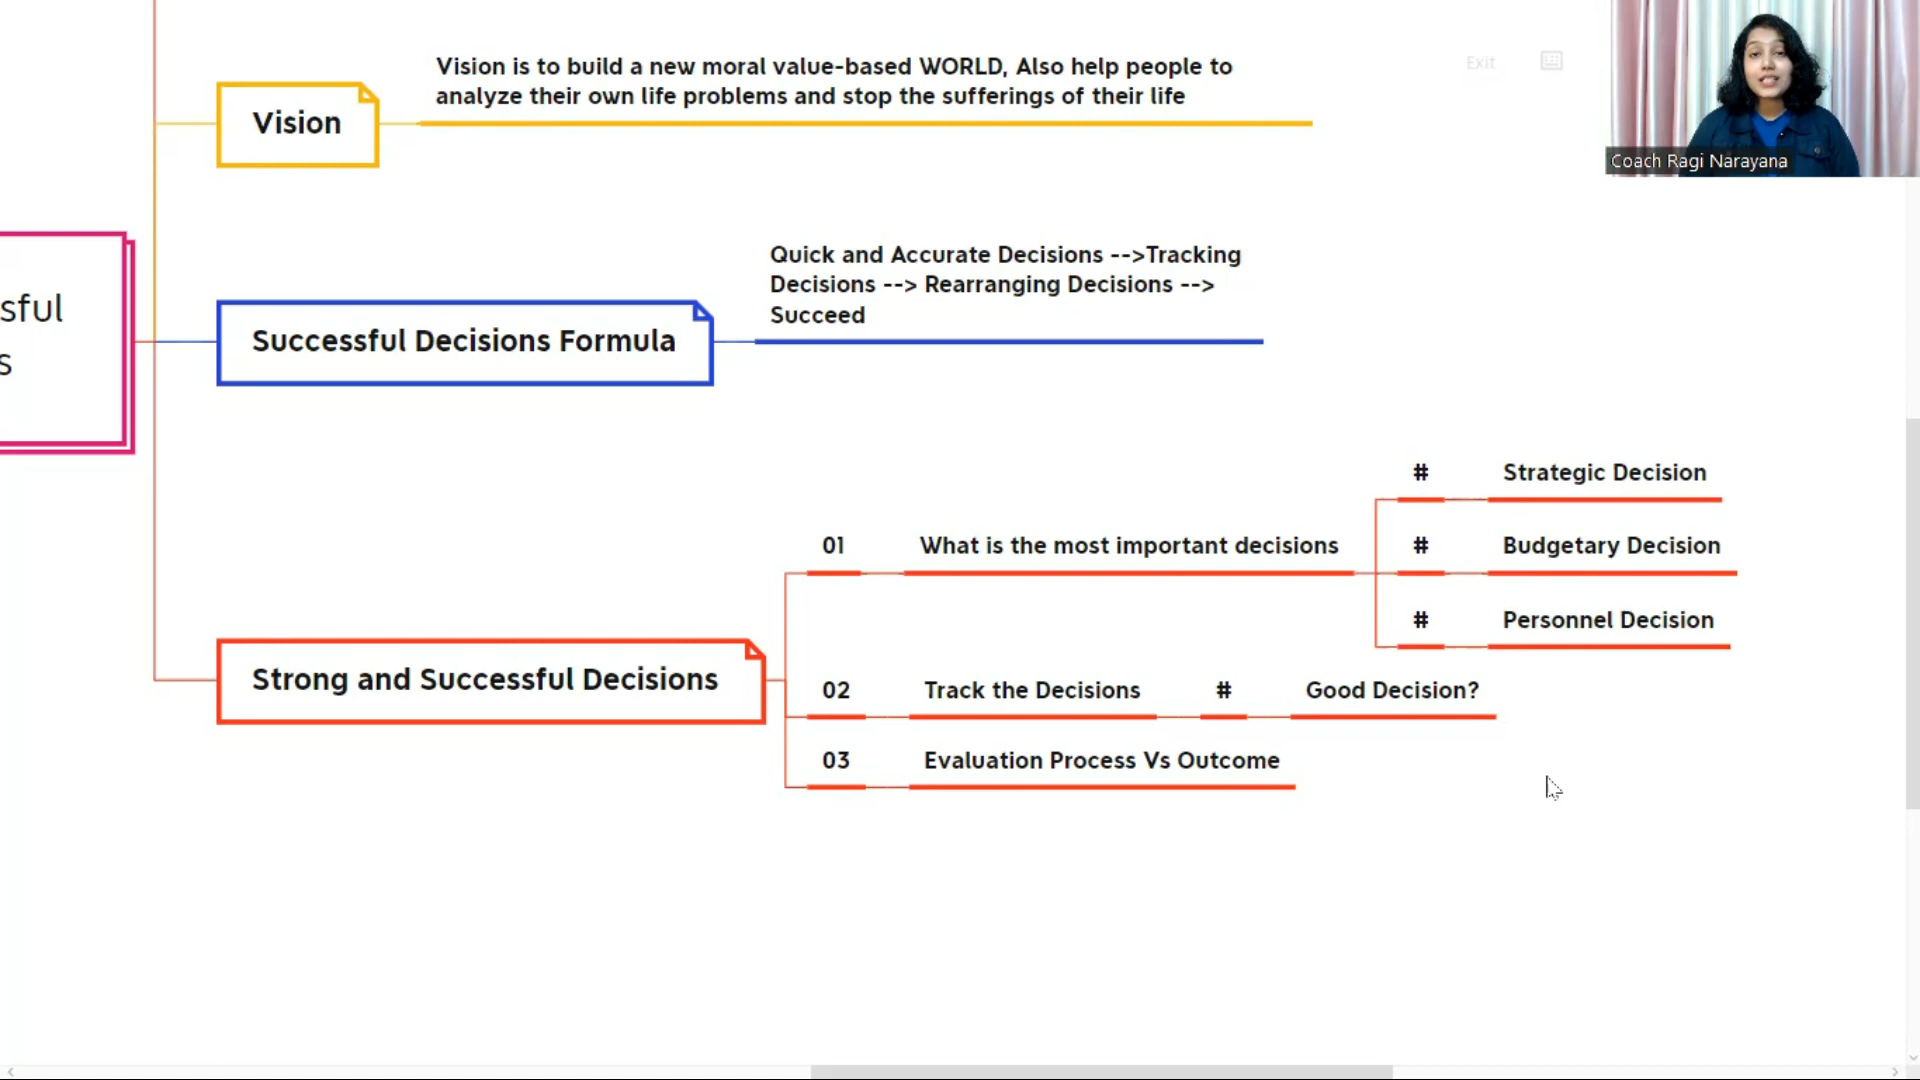 Vision is to build a new moral value-based WORLD, Also help people to
analyze their own life problems and stop the sufferings of their life
Vision
Exit
Coach Ragi Narayana
sful
s
Quick and Accurate Decisions -->Tracking
Decisions --> Rearranging Decisions -->
Succeed
Successful Decisions Formula
Strong and Successful Decisions
01 What is the most important decisions
# Strategic Decision
# Budgetary Decision
# Personnel Decision
02 Track the Decisions # Good Decision?
03 Evaluation Process Vs Outcome